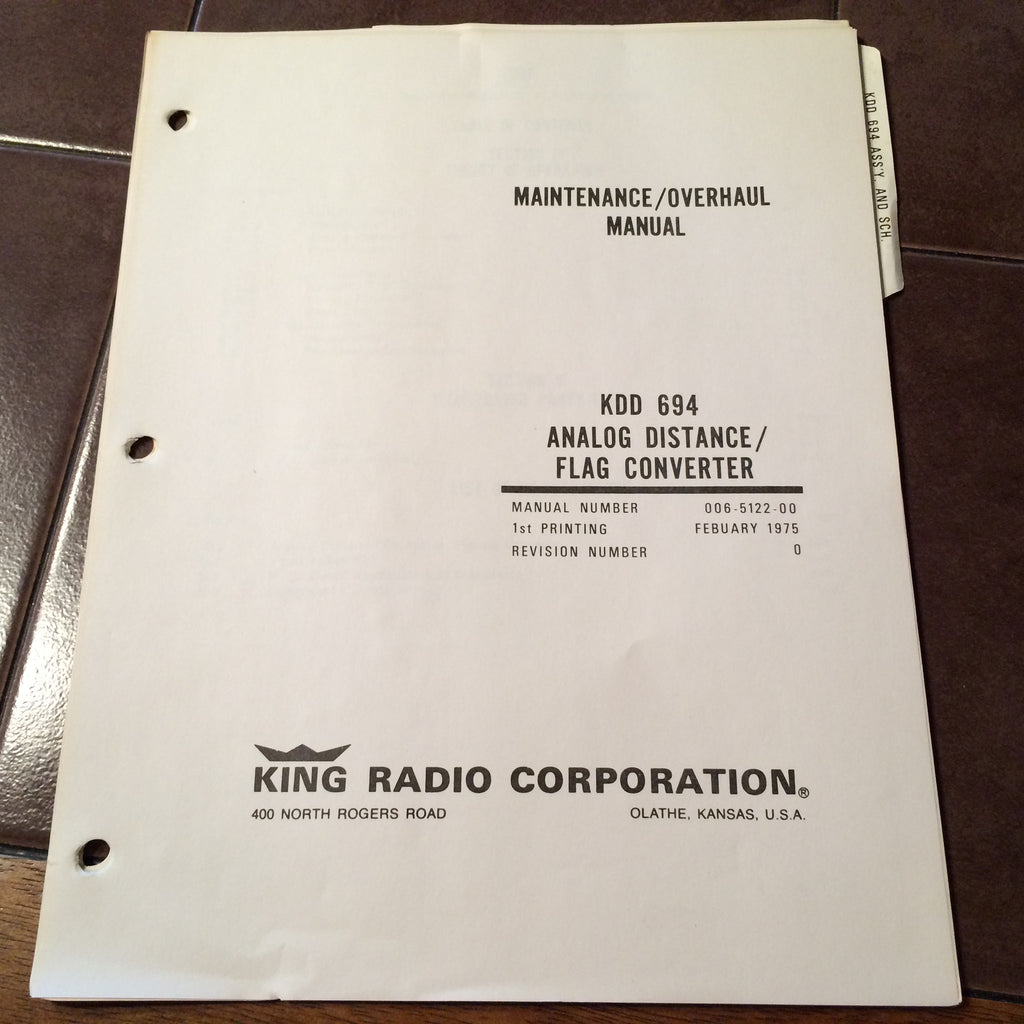 MAINTENANCE/OVERHAUL
MANUAL
KDD 694
ANALOG DISTANCE/
FLAG CONVERTER
MANUAL NUMBER 006-5122-00
1st PRINTING FEBUARY 1975
REVISION NUMBER 0
KING RADIO CORPORATION®
400 NORTH ROGERS ROAD OLATHE, KANSAS, U.S.A.
KDD 694 ASS'Y. AND SCH.